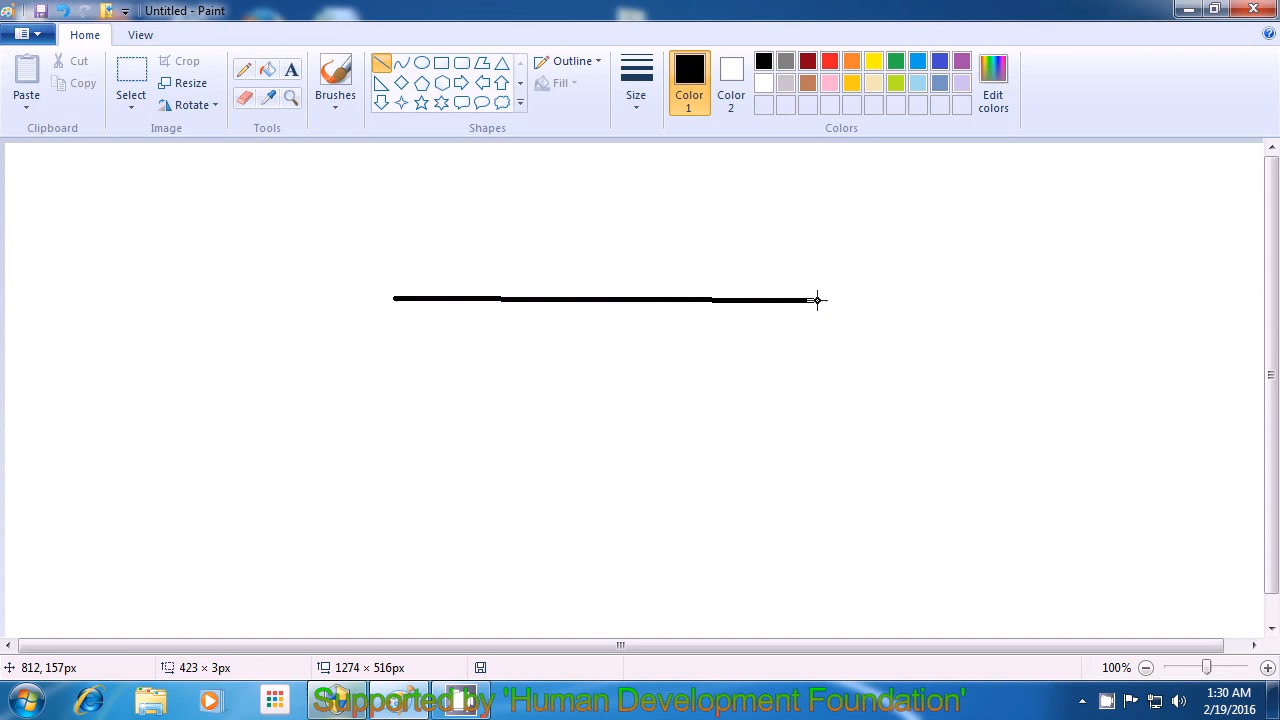 Untitled - Paint
Home View
Paste
Cut
Copy
Clipboard
Select
Crop
Resize
Rotate
Image
A
Tools
Brushes
Outline
Fill
Shapes
Size
Color 1
Color 2
Edit colors
Colors
812, 157px
423 × 3px
1274 × 516px
100%
Supported by 'Human Development Foundation'
1:30 AM
2/19/2016